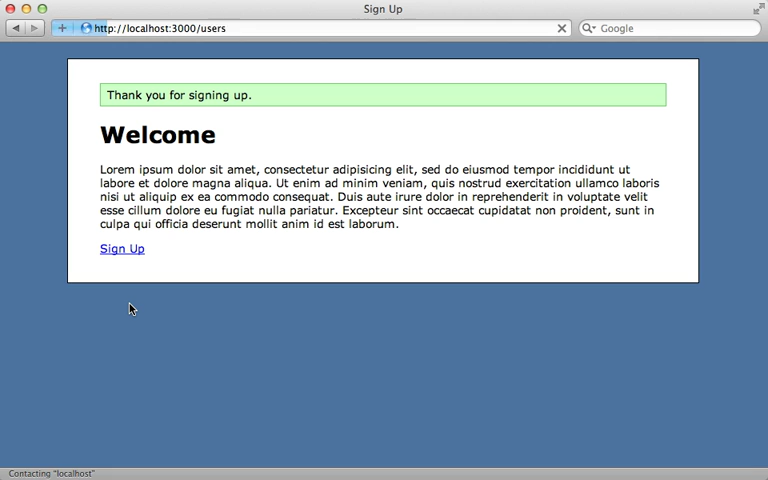 Sign Up
http://localhost:3000/users
Google
Thank you for signing up.
Welcome
Lorem ipsum dolor sit amet, consectetur adipisicing elit, sed do eiusmod tempor incididunt ut
labore et dolore magna aliqua. Ut enim ad minim veniam, quis nostrud exercitation ullamco laboris
nisi ut aliquip ex ea commodo consequat. Duis aute irure dolor in reprehenderit in voluptate velit
esse cillum dolore eu fugiat nulla pariatur. Excepteur sint occaecat cupidatat non proident, sunt in
culpa qui officia deserunt mollit anim id est laborum.
Sign Up
Contacting "localhost"